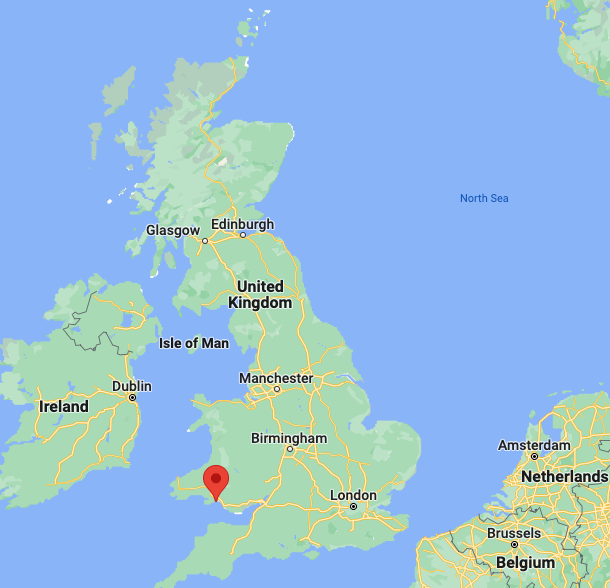 North Sea
Glasgow
Edinburgh
United
Kingdom
Isle of Man
Manchester
Dublin
Ireland
Birmingham
Amsterdam
Netherlands
London
Brussels
Belgium